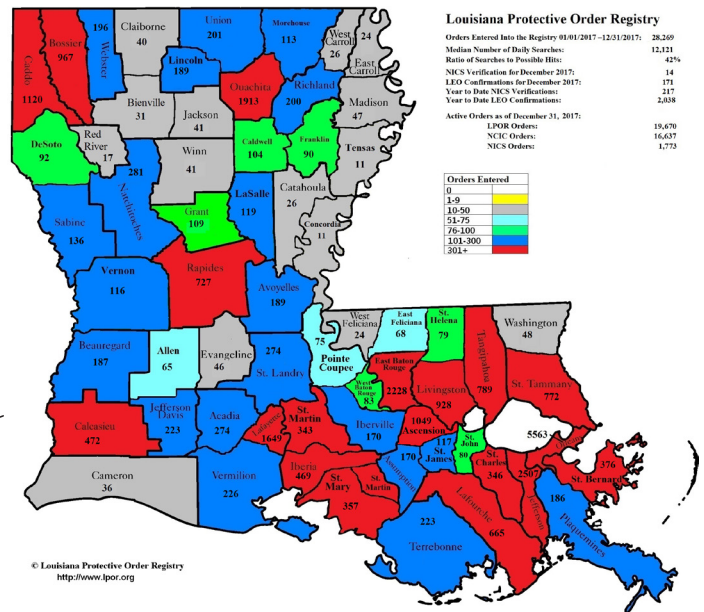 Louisiana Protective Order Registry
Orders Entered Into the Registry 01/01/2017 –12/31/2017: 28,269
Median Number of Daily Searches: 12,121
Ratio of Searches to Possible Hits: 42%
NICS Verification for December 2017: 14
LEO Confirmations for December 2017: 171
Year to Date NICS Verifications: 217
Year to Date LEO Confirmations: 2,038
Active Orders as of December 31, 2017:
LPOR Orders: 19,670
NCIC Orders: 16,637
NICS Orders: 1,773
Orders Entered
0
1-9
10-50
51-75
76-100
101-300
301+
Caddo
1120
Bossier
967
196
Webster
Claiborne
40
Union
201
Morehouse
113
West
Carroll
26
24
East
Carroll
Lincoln
189
Ouachita
1913
Richland
200
Madison
47
Bienville
31
Jackson
41
DeSoto
92
Red
River
17
Winn
41
Caldwell
104
Franklin
90
Tensas
11
281
Natchitoches
Sabine
136
Grant
109
LaSalle
119
Catahoula
26
Concordia
11
Vernon
116
Rapides
727
Avoyelles
189
Beauregard
187
Allen
65
Evangeline
46
274
St. Landry
75
Pointe
Coupee
West
Feliciana
24
East
Feliciana
68
St.
Helena
79
Tangipahoa
789
Washington
48
West
Baton
Rouge
83
East Baton
Rouge
2228
Livingston
928
St. Tammany
772
Calcasieu
472
Jefferson
Davis
223
Acadia
274
Lafayette
1649
St.
Martin
343
Iberville
170
1049
Ascension
117
St.
James
St.
John
80
5563
Orleans
Cameron
36
Vermilion
226
Iberia
469
St.
Mary
357
St.
Martin
170
Assumption
St.
Charles
346
2507
Jefferson
376
St. Bernard
186
Plaquemines
Lafourche
665
223
Terrebonne
© Louisiana Protective Order Registry
http://www.lpor.org